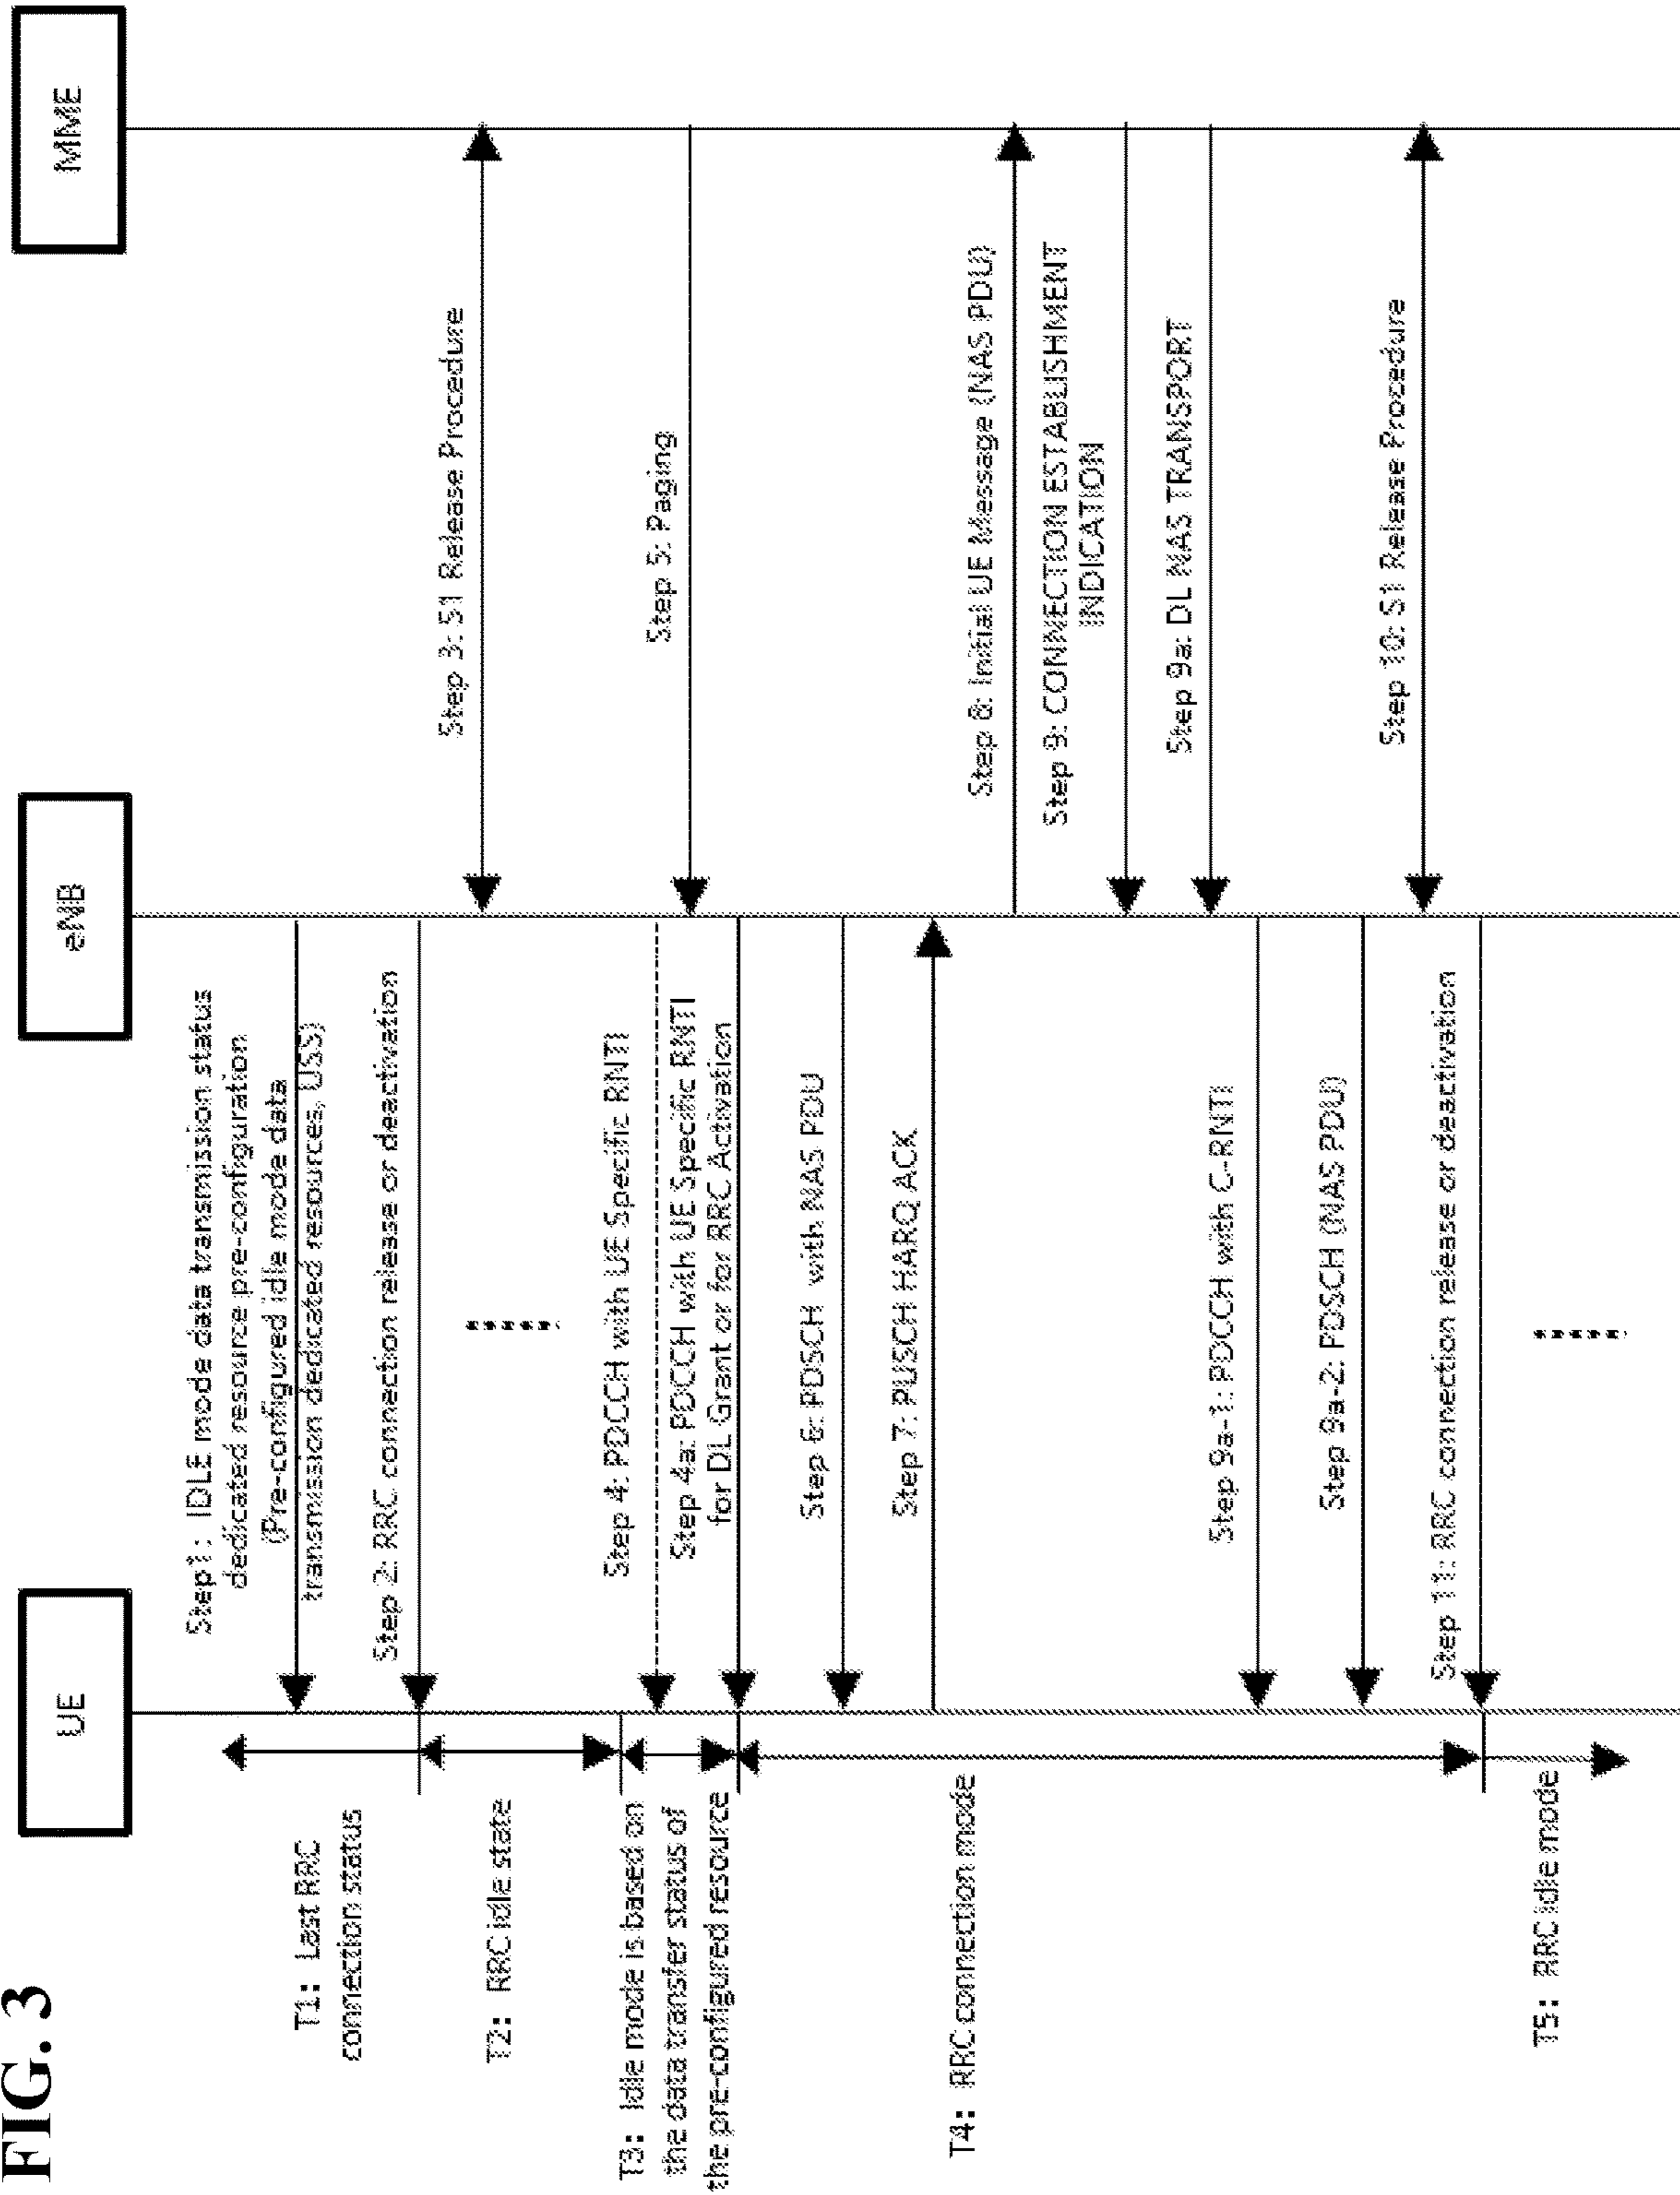 FIG. 3
UE
eNB
MME
T1: Last RRC
connection status
T2: RRC idle state
T3: Idle mode is based on
the data transfer status of
the pre-configured resource
T4: RRC connection mode
T5: RRC idle mode
Step1: IDLE mode data transmission status
dedicated resource pre-configuration
(Pre-configured idle mode data
transmission dedicated resources, USS)
Step 2: RRC connection release or deactivation
Step 3: S1 Release Procedure
Step 4: PDCCH with UE Specific RNTI
Step 5: Paging
Step 4a: PDCCH with UE Specific RNTI
for DL Grant or for RRC Activation
Step 6: PDSCH with NAS PDU
Step 7: PUSCH HARQ ACK
Step 8: Initial UE Message (NAS PDU)
Step 9: CONNECTION ESTABLISHMENT
INDICATION
Step 9a: DL NAS TRANSPORT
Step 9a-1: PDCCH with C-RNTI
Step 9a-2: PDSCH (NAS PDU)
Step 10: S1 Release Procedure
Step 11: RRC connection release or deactivation